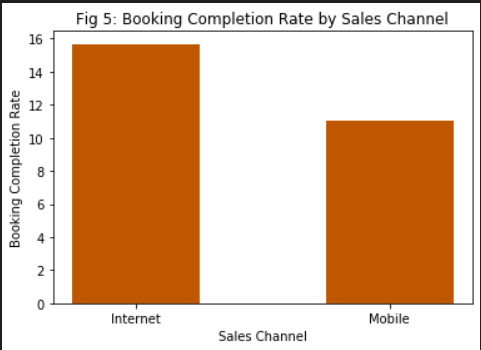 Fig 5: Booking Completion Rate by Sales Channel
16
14
12
10
8
6
4
2
0
Booking Completion Rate
Internet
Mobile
Sales Channel